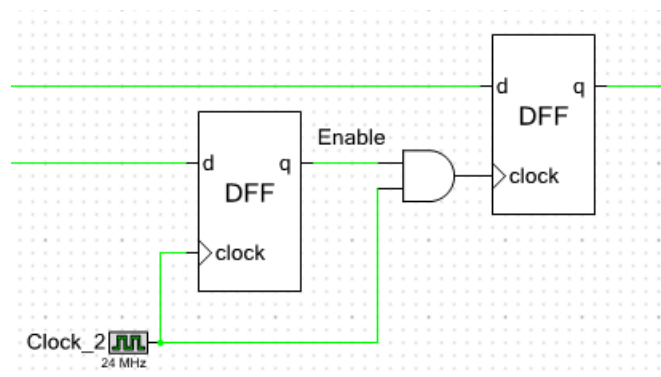 d q
DFF
clock
Enable
d q
DFF
clock
Clock_2
24 MHz